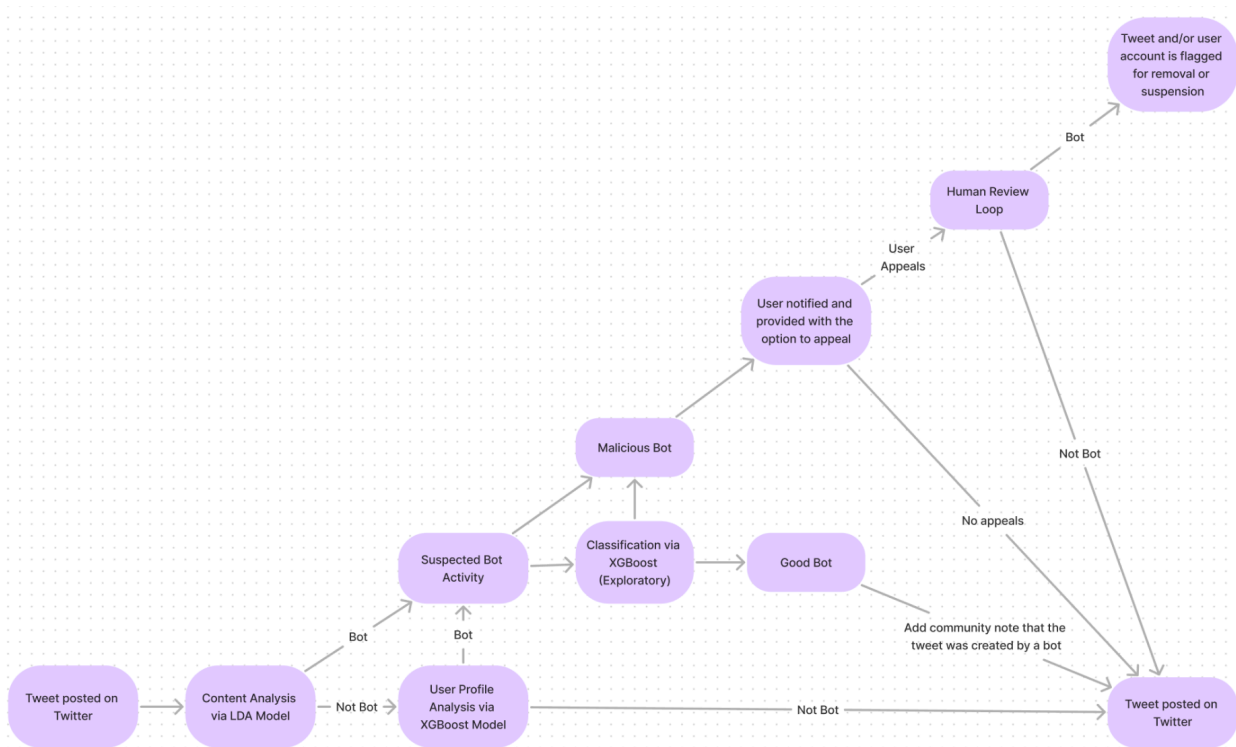 Tweet and/or user
account is flagged
for removal or
suspension
Bot
Human Review
Loop
User
Appeals
User notified and
provided with the
option to appeal
Not Bot
Malicious Bot
No appeals
Suspected Bot
Activity
Classification via
XGBoost
(Exploratory)
Good Bot
Add community note that the
tweet was created by a bot
Bot
Bot
Tweet posted on
Twitter
Content Analysis
via LDA Model
Not Bot
User Profile
Analysis via
XGBoost Model
Not Bot
Tweet posted on
Twitter